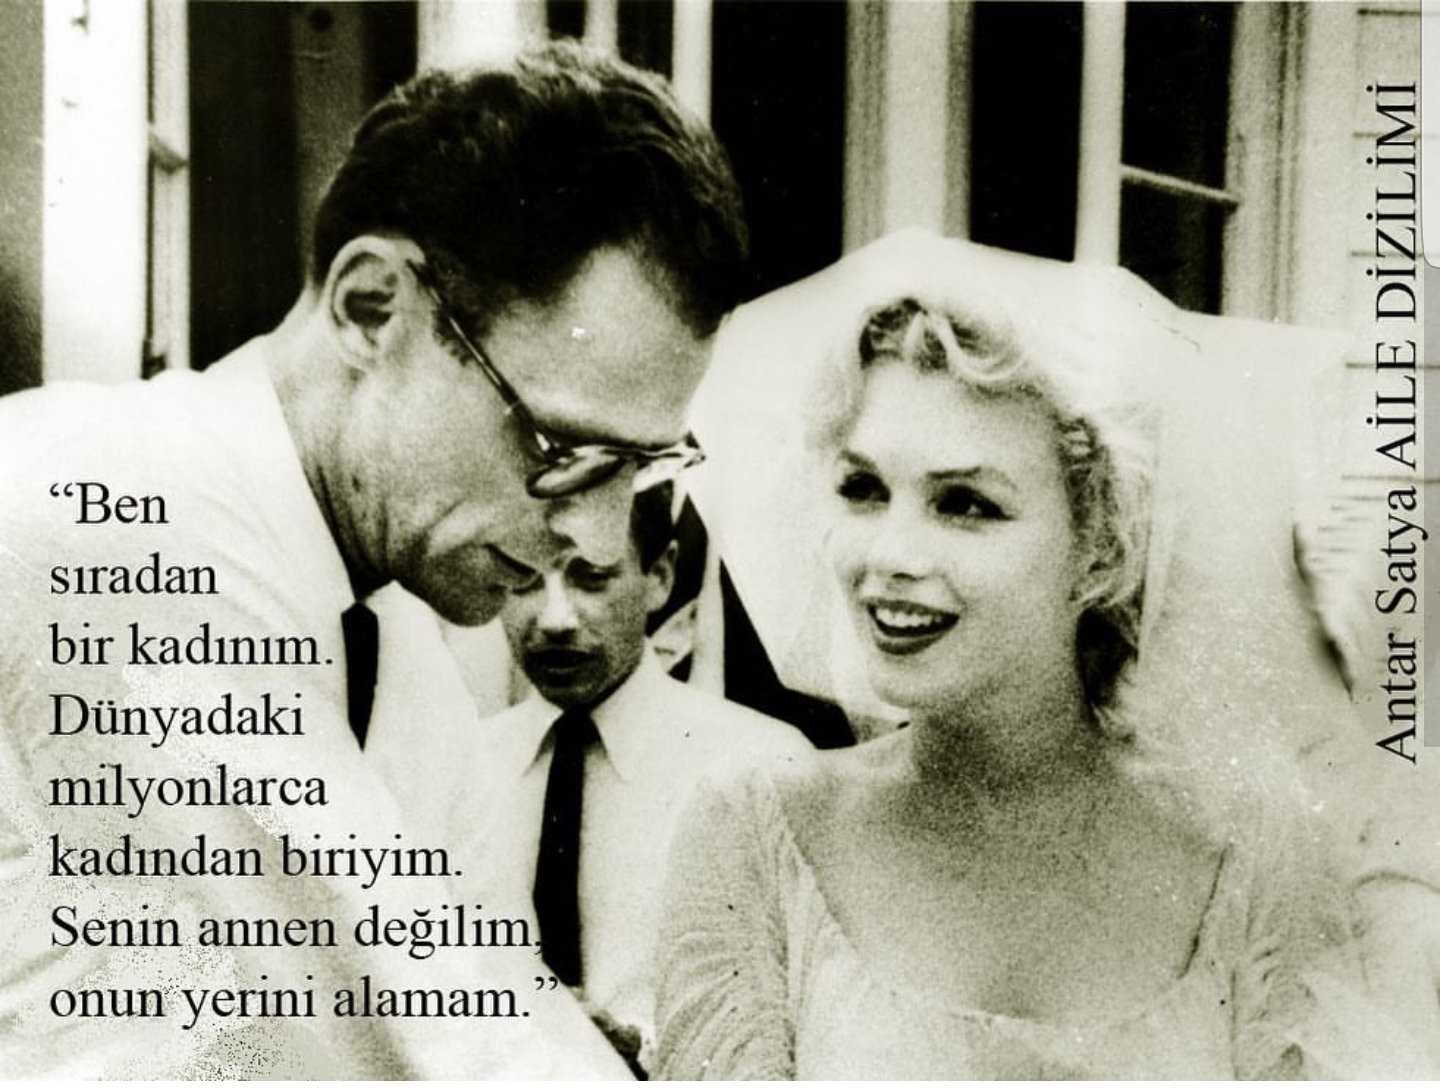 “Ben
sıradan
bir kadınım.
Dünyadaki
milyonlarca
kadından biriyim.
Senin annen değilim,
onun yerini alamam.”
Antar Satya AİLE DİZİLİMİ